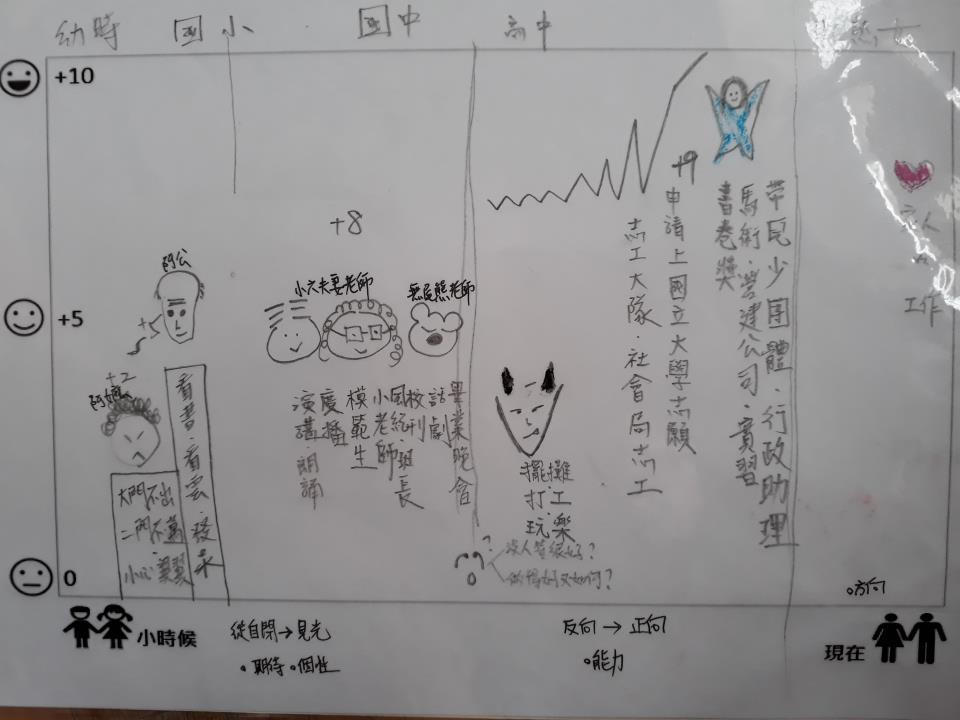 幼時 國小 國中 高中
+10
+5
0
阿公
+5
+2
阿嬤
看書.看雲.發呆
大門不出
二門不邁
小心翼翼
+8
小六夫妻老師
無尾熊老師
演講朗誦
廣播
模範生
小老師
風紀.班長
校刊
話劇
畢業晚會
擺攤
打工
玩樂
?
沒人管很好?
做得好又如何?
+9
申請上國立大學志願
志工大隊.社會局志工
帶民少團體.行政助理
馬術.營建公司.實習
書卷獎
家人
工作
方向
小時候
從自閉→見光
•期待•個性
反向→正向
•能力
現在